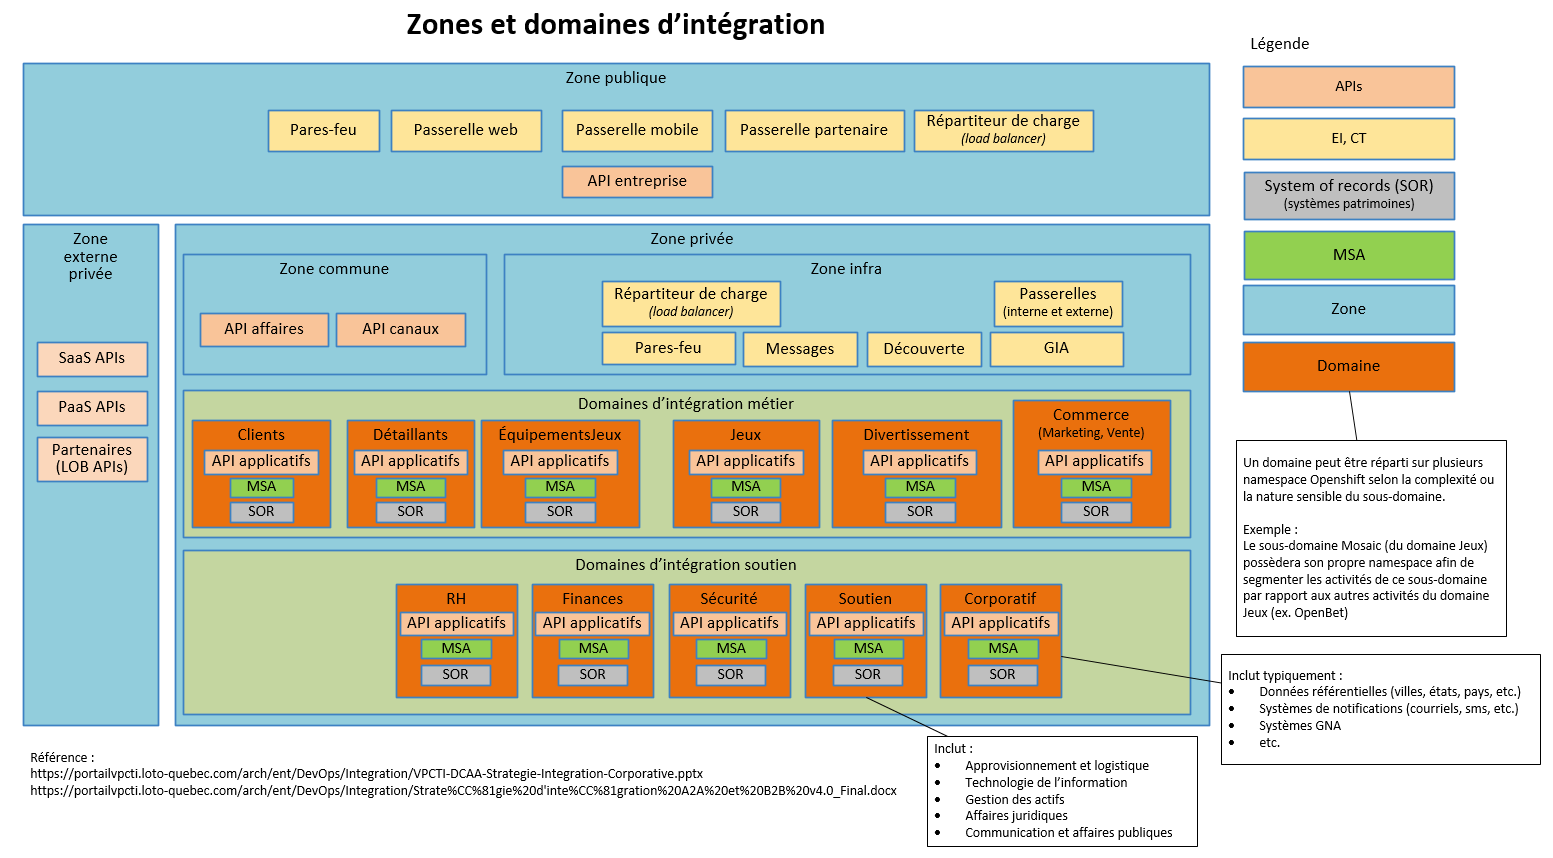 Zones et domaines d’intégration
Légende
APIs
EI, CT
System of records (SOR)
(systèmes patrimoines)
MSA
Zone
Domaine
Zone publique
Pares-feu
Passerelle web
Passerelle mobile
Passerelle partenaire
Répartiteur de charge
(load balancer)
API entreprise
Zone
externe
privée
SaaS APIs
PaaS APIs
Partenaires
(LOB APIs)
Zone privée
Zone commune
API affaires
API canaux
Zone infra
Répartiteur de charge
(load balancer)
Passerelles
(interne et externe)
Pares-feu
Messages
Découverte
GIA
Domaines d’intégration métier
Clients
API applicatifs
MSA
SOR
Détaillants
API applicatifs
MSA
SOR
ÉquipementsJeux
API applicatifs
MSA
SOR
Jeux
API applicatifs
MSA
SOR
Divertissement
API applicatifs
MSA
SOR
Commerce
(Marketing, Vente)
API applicatifs
MSA
SOR
Domaines d’intégration soutien
RH
API applicatifs
MSA
SOR
Finances
API applicatifs
MSA
SOR
Sécurité
API applicatifs
MSA
SOR
Soutien
API applicatifs
MSA
SOR
Corporatif
API applicatifs
MSA
SOR
Un domaine peut être réparti sur plusieurs
namespace Openshift selon la complexité ou
la nature sensible du sous-domaine.
Exemple :
Le sous-domaine Mosaic (du domaine Jeux)
possèdera son propre namespace afin de
segmenter les activités de ce sous-domaine
par rapport aux autres activités du domaine
Jeux (ex. OpenBet)
Inclut typiquement :
• Données référentielles (villes, états, pays, etc.)
• Systèmes de notifications (courriels, sms, etc.)
• Systèmes GNA
• etc.
Inclut :
• Approvisionnement et logistique
• Technologie de l’information
• Gestion des actifs
• Affaires juridiques
• Communication et affaires publiques
Référence :
https://portailvpcti.loto-quebec.com/arch/ent/DevOps/Integration/VPCTI-DCAA-Strategie-Integration-Corporative.pptx
https://portailvpcti.loto-quebec.com/arch/ent/DevOps/Integration/Strate%CC%81gie%20d'inte%CC%81gration%20A2A%20et%20B2B%20v4.0_Final.docx